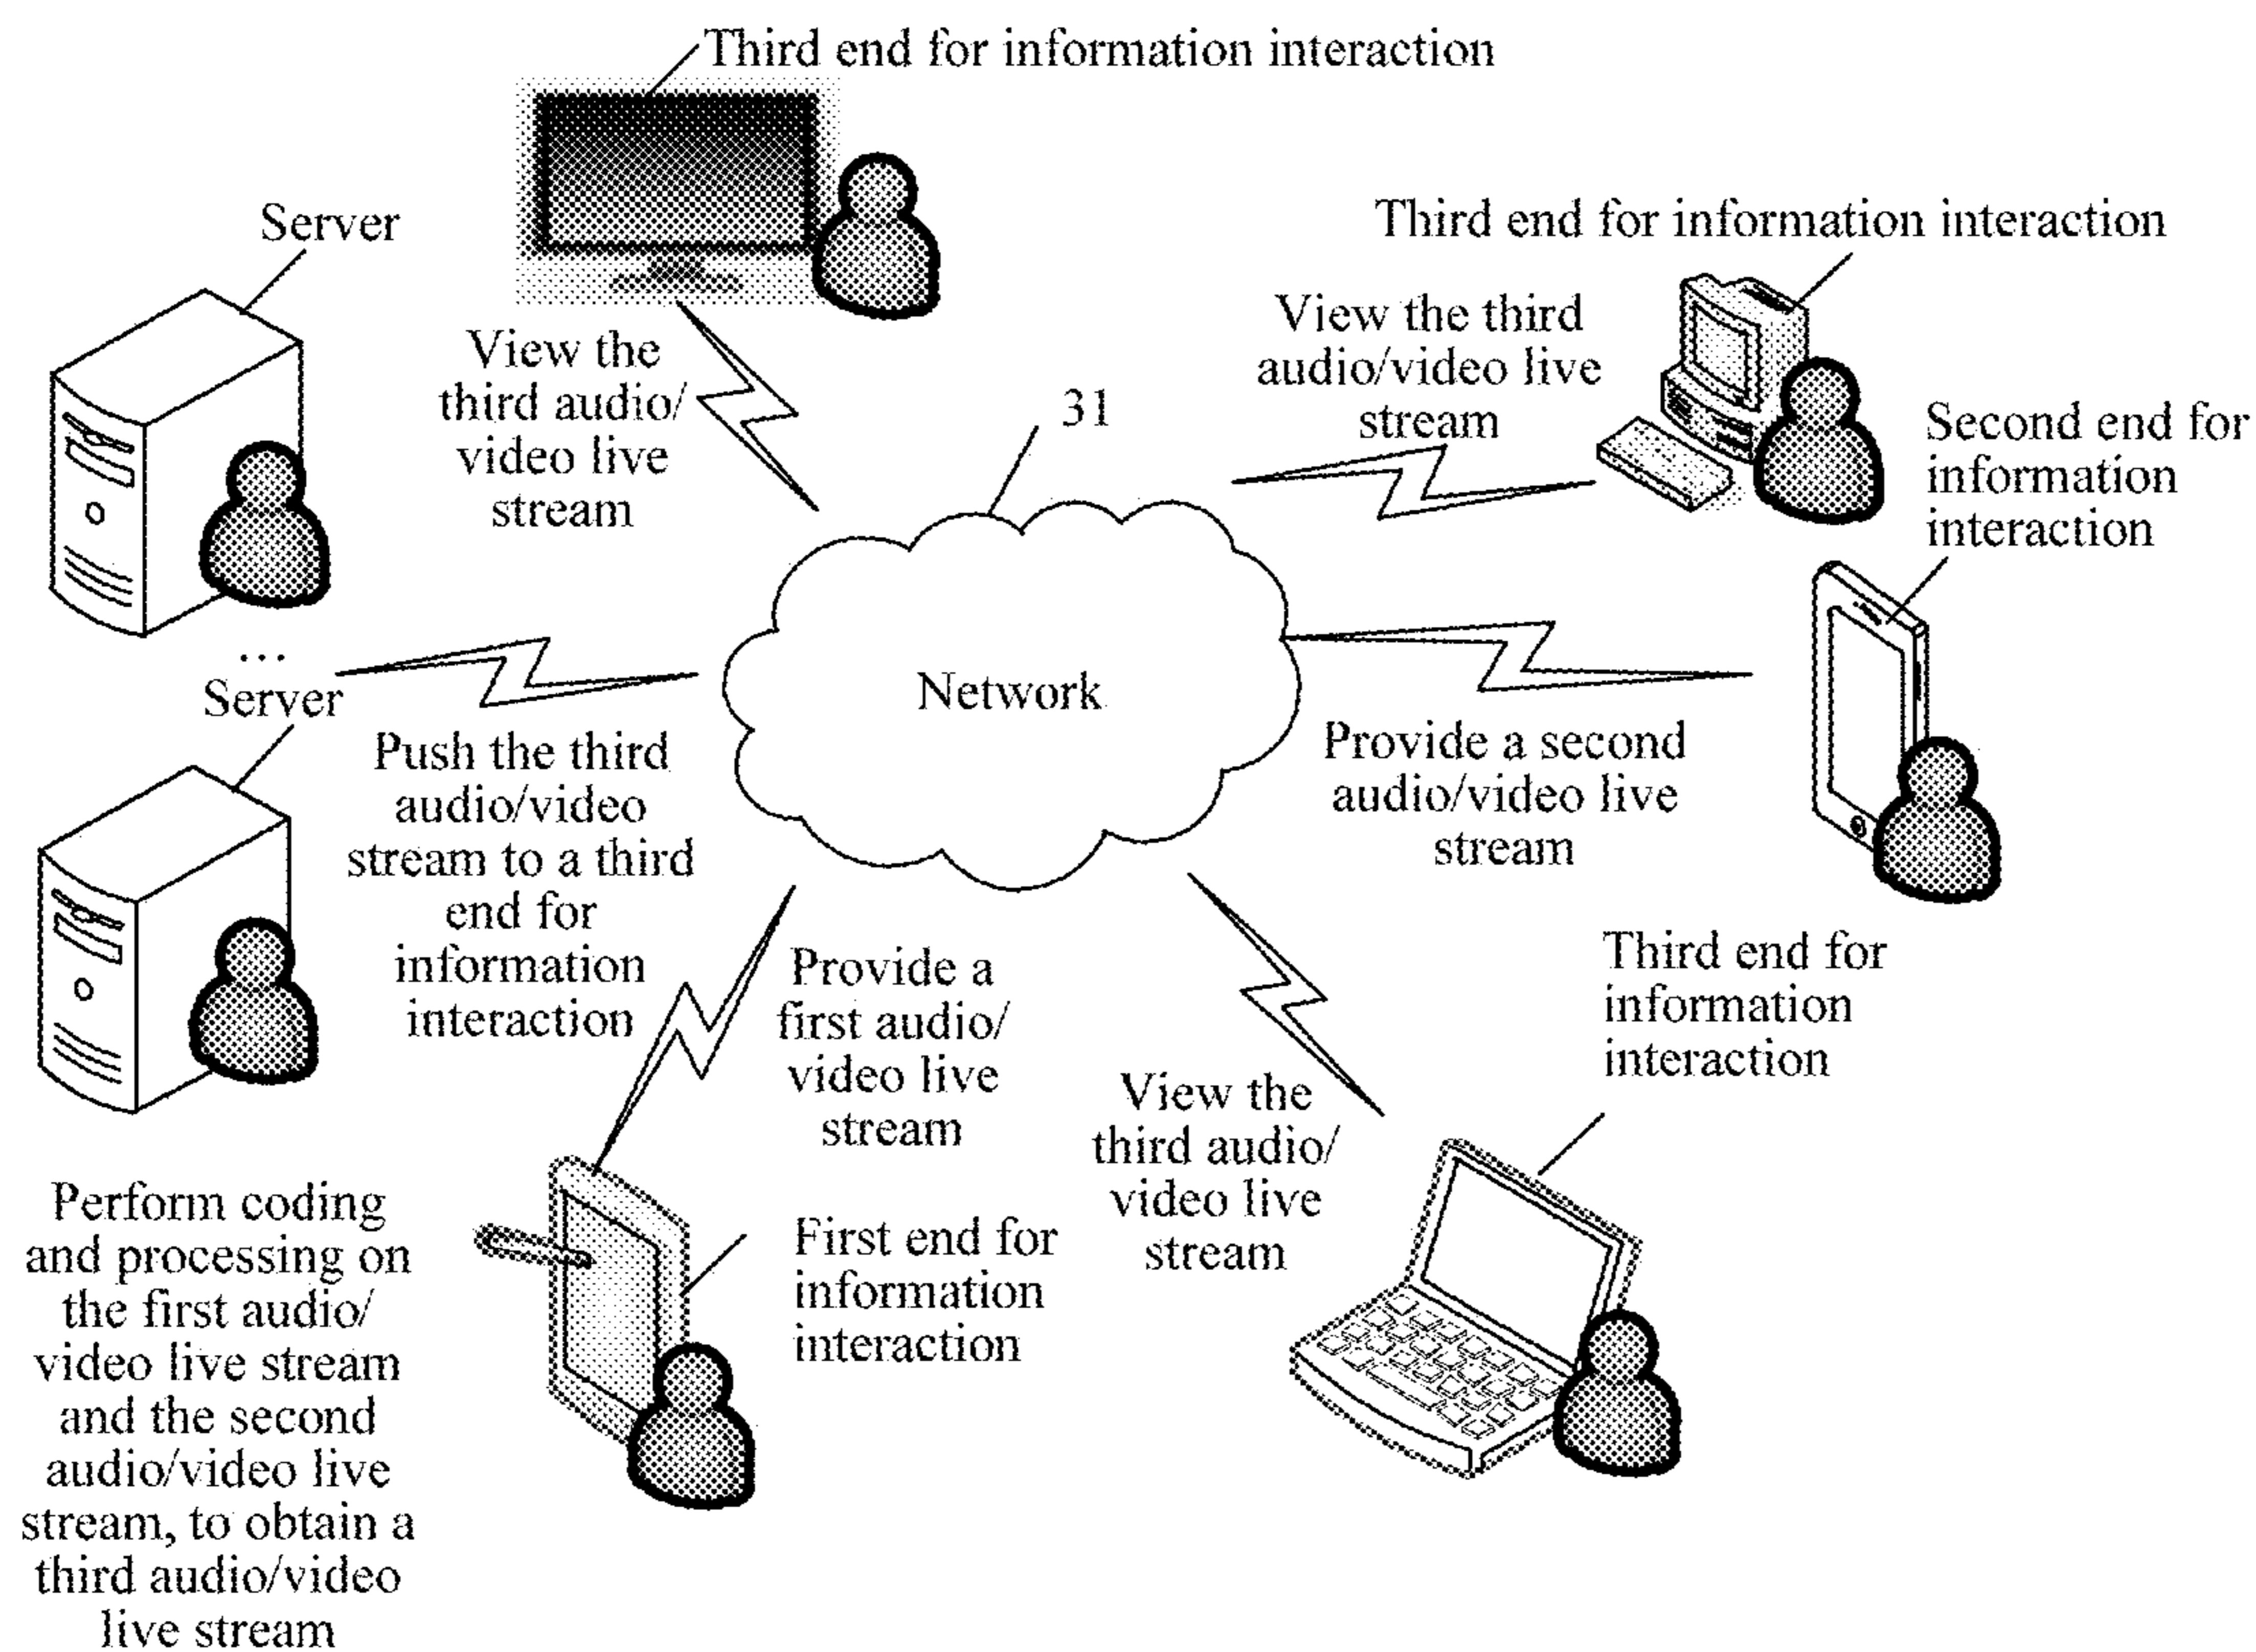 Third end for information interaction
Server
Third end for information interaction
View the
third audio/
video live
stream
View the third
audio/video live
stream
31
Second end for
information
interaction
...
Server
Network
Push the third
audio/video
stream to a third
end for
information
interaction
Provide a second
audio/video live
stream
Provide a
first audio/
video live
stream
Third end for
information
interaction
View the
third audio/
video live
stream
First end for
information
interaction
Perform coding
and processing on
the first audio/
video live stream
and the second
audio/video live
stream, to obtain a
third audio/video
live stream